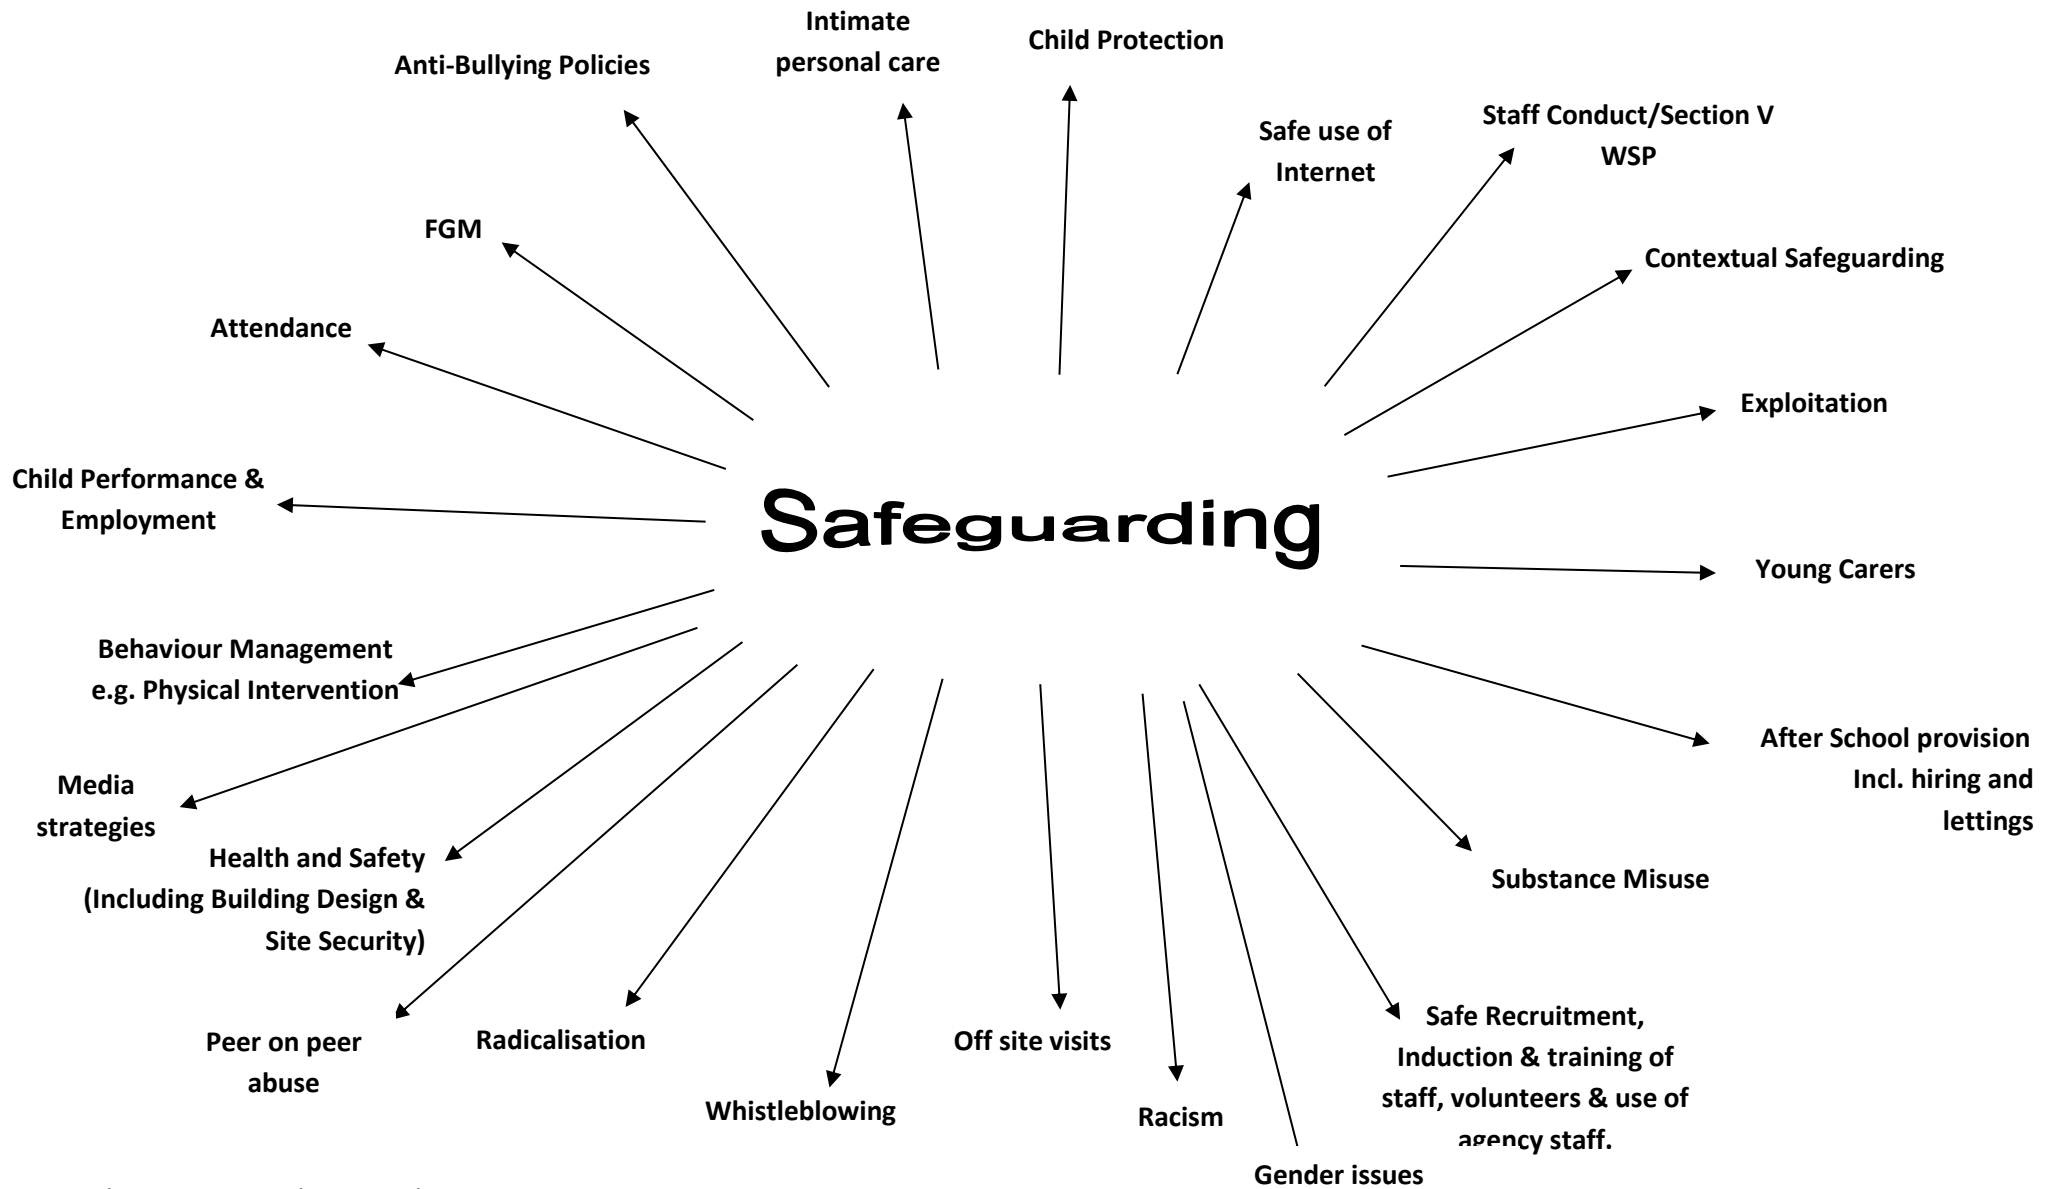 Intimate
personal care
Child Protection
Anti-Bullying Policies
Safe use of
Internet
Staff Conduct/Section V
WSP
FGM
Contextual Safeguarding
Attendance
Exploitation
Child Performance &
Employment
Safeguarding
Young Carers
Behaviour Management
e.g. Physical Intervention
After School provision
Incl. hiring and
lettings
Media
strategies
Health and Safety
(Including Building Design &
Site Security)
Substance Misuse
Peer on peer
abuse
Radicalisation
Whistleblowing
Off site visits
Racism
Safe Recruitment,
Induction & training of
staff, volunteers & use of
agency staff.
Gender issues